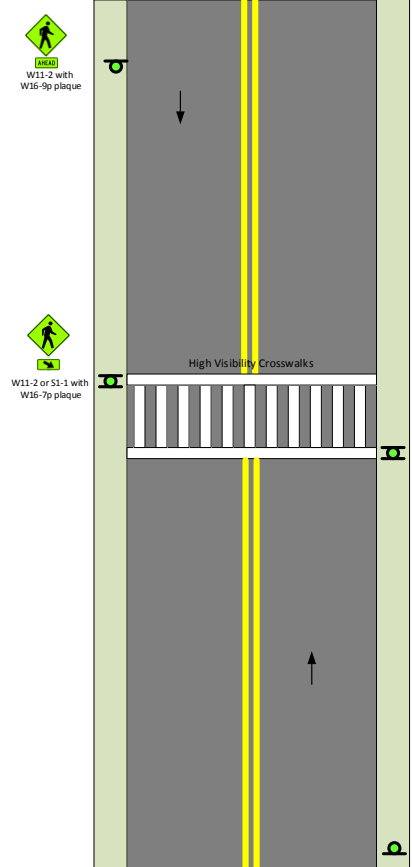 AHEAD
W11-2 with
W16-9p plaque
High Visibility Crosswalks
W11-2 or S1-1 with
W16-7p plaque